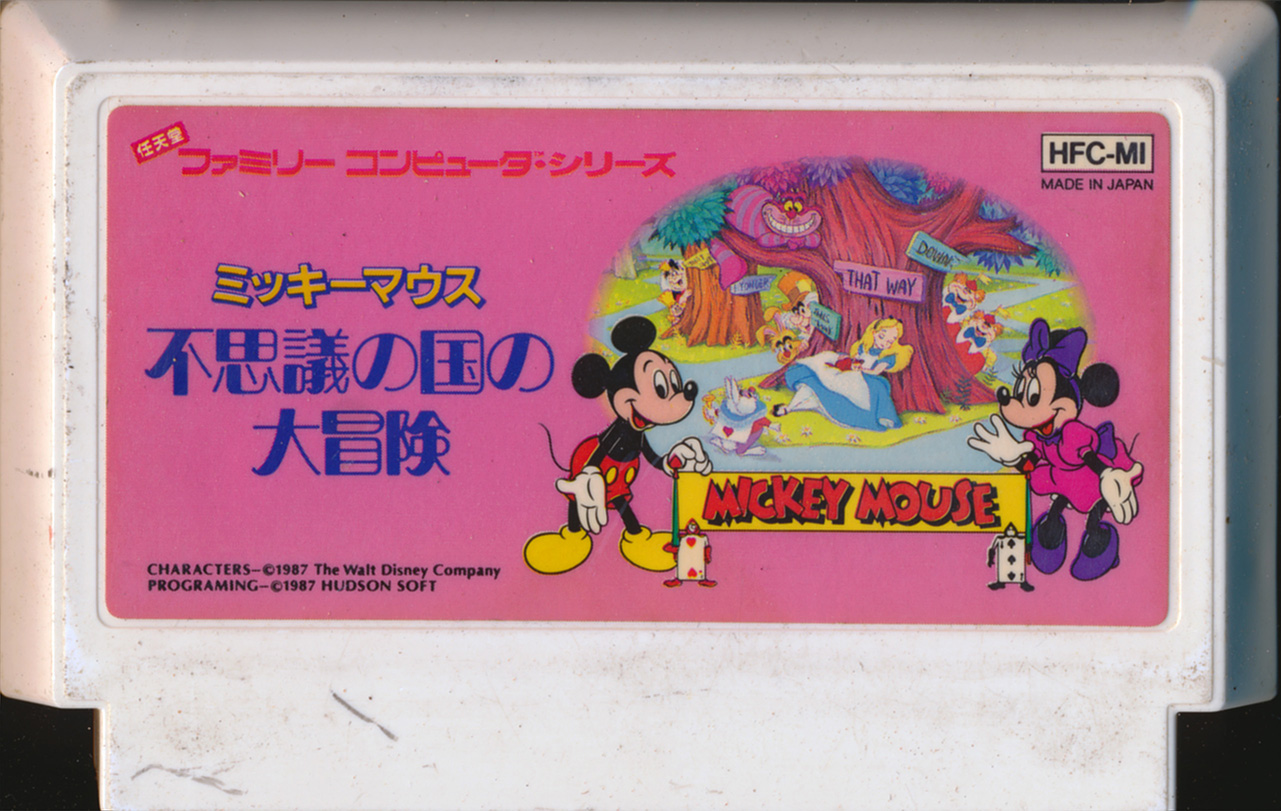 任天堂
ファミリー コンピュータ・シリーズ
HFC-MI
MADE IN JAPAN
ミッキーマウス
不思議の国の
大冒険
DOWN
THAT WAY
YONDER
MICKEY MOUSE
CHARACTERS—©1987 The Walt Disney Company
PROGRAMING—©1987 HUDSON SOFT